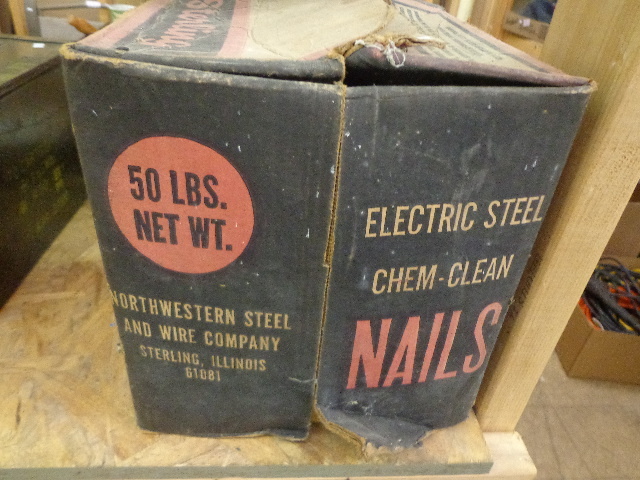 50 LBS.
NET WT.
NORTHWESTERN STEEL
AND WIRE COMPANY
STERLING, ILLINOIS
61081
ELECTRIC STEEL
CHEM-CLEAN
NAILS